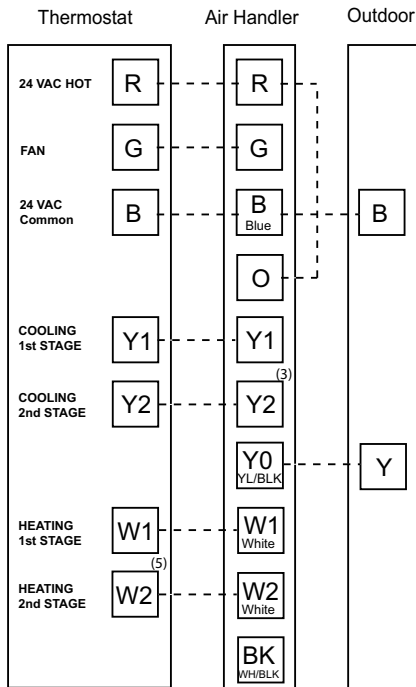 Thermostat Air Handler Outdoor
24 VAC HOT R R
FAN G G
24 VAC
Common B B
Blue B
O
COOLING
1st STAGE Y1 Y1
(3)
COOLING
2nd STAGE Y2 Y2
Y0
YL/BLK Y
HEATING
1st STAGE W1 W1
White
(5)
HEATING
2nd STAGE W2 W2
White
BK
WH/BLK